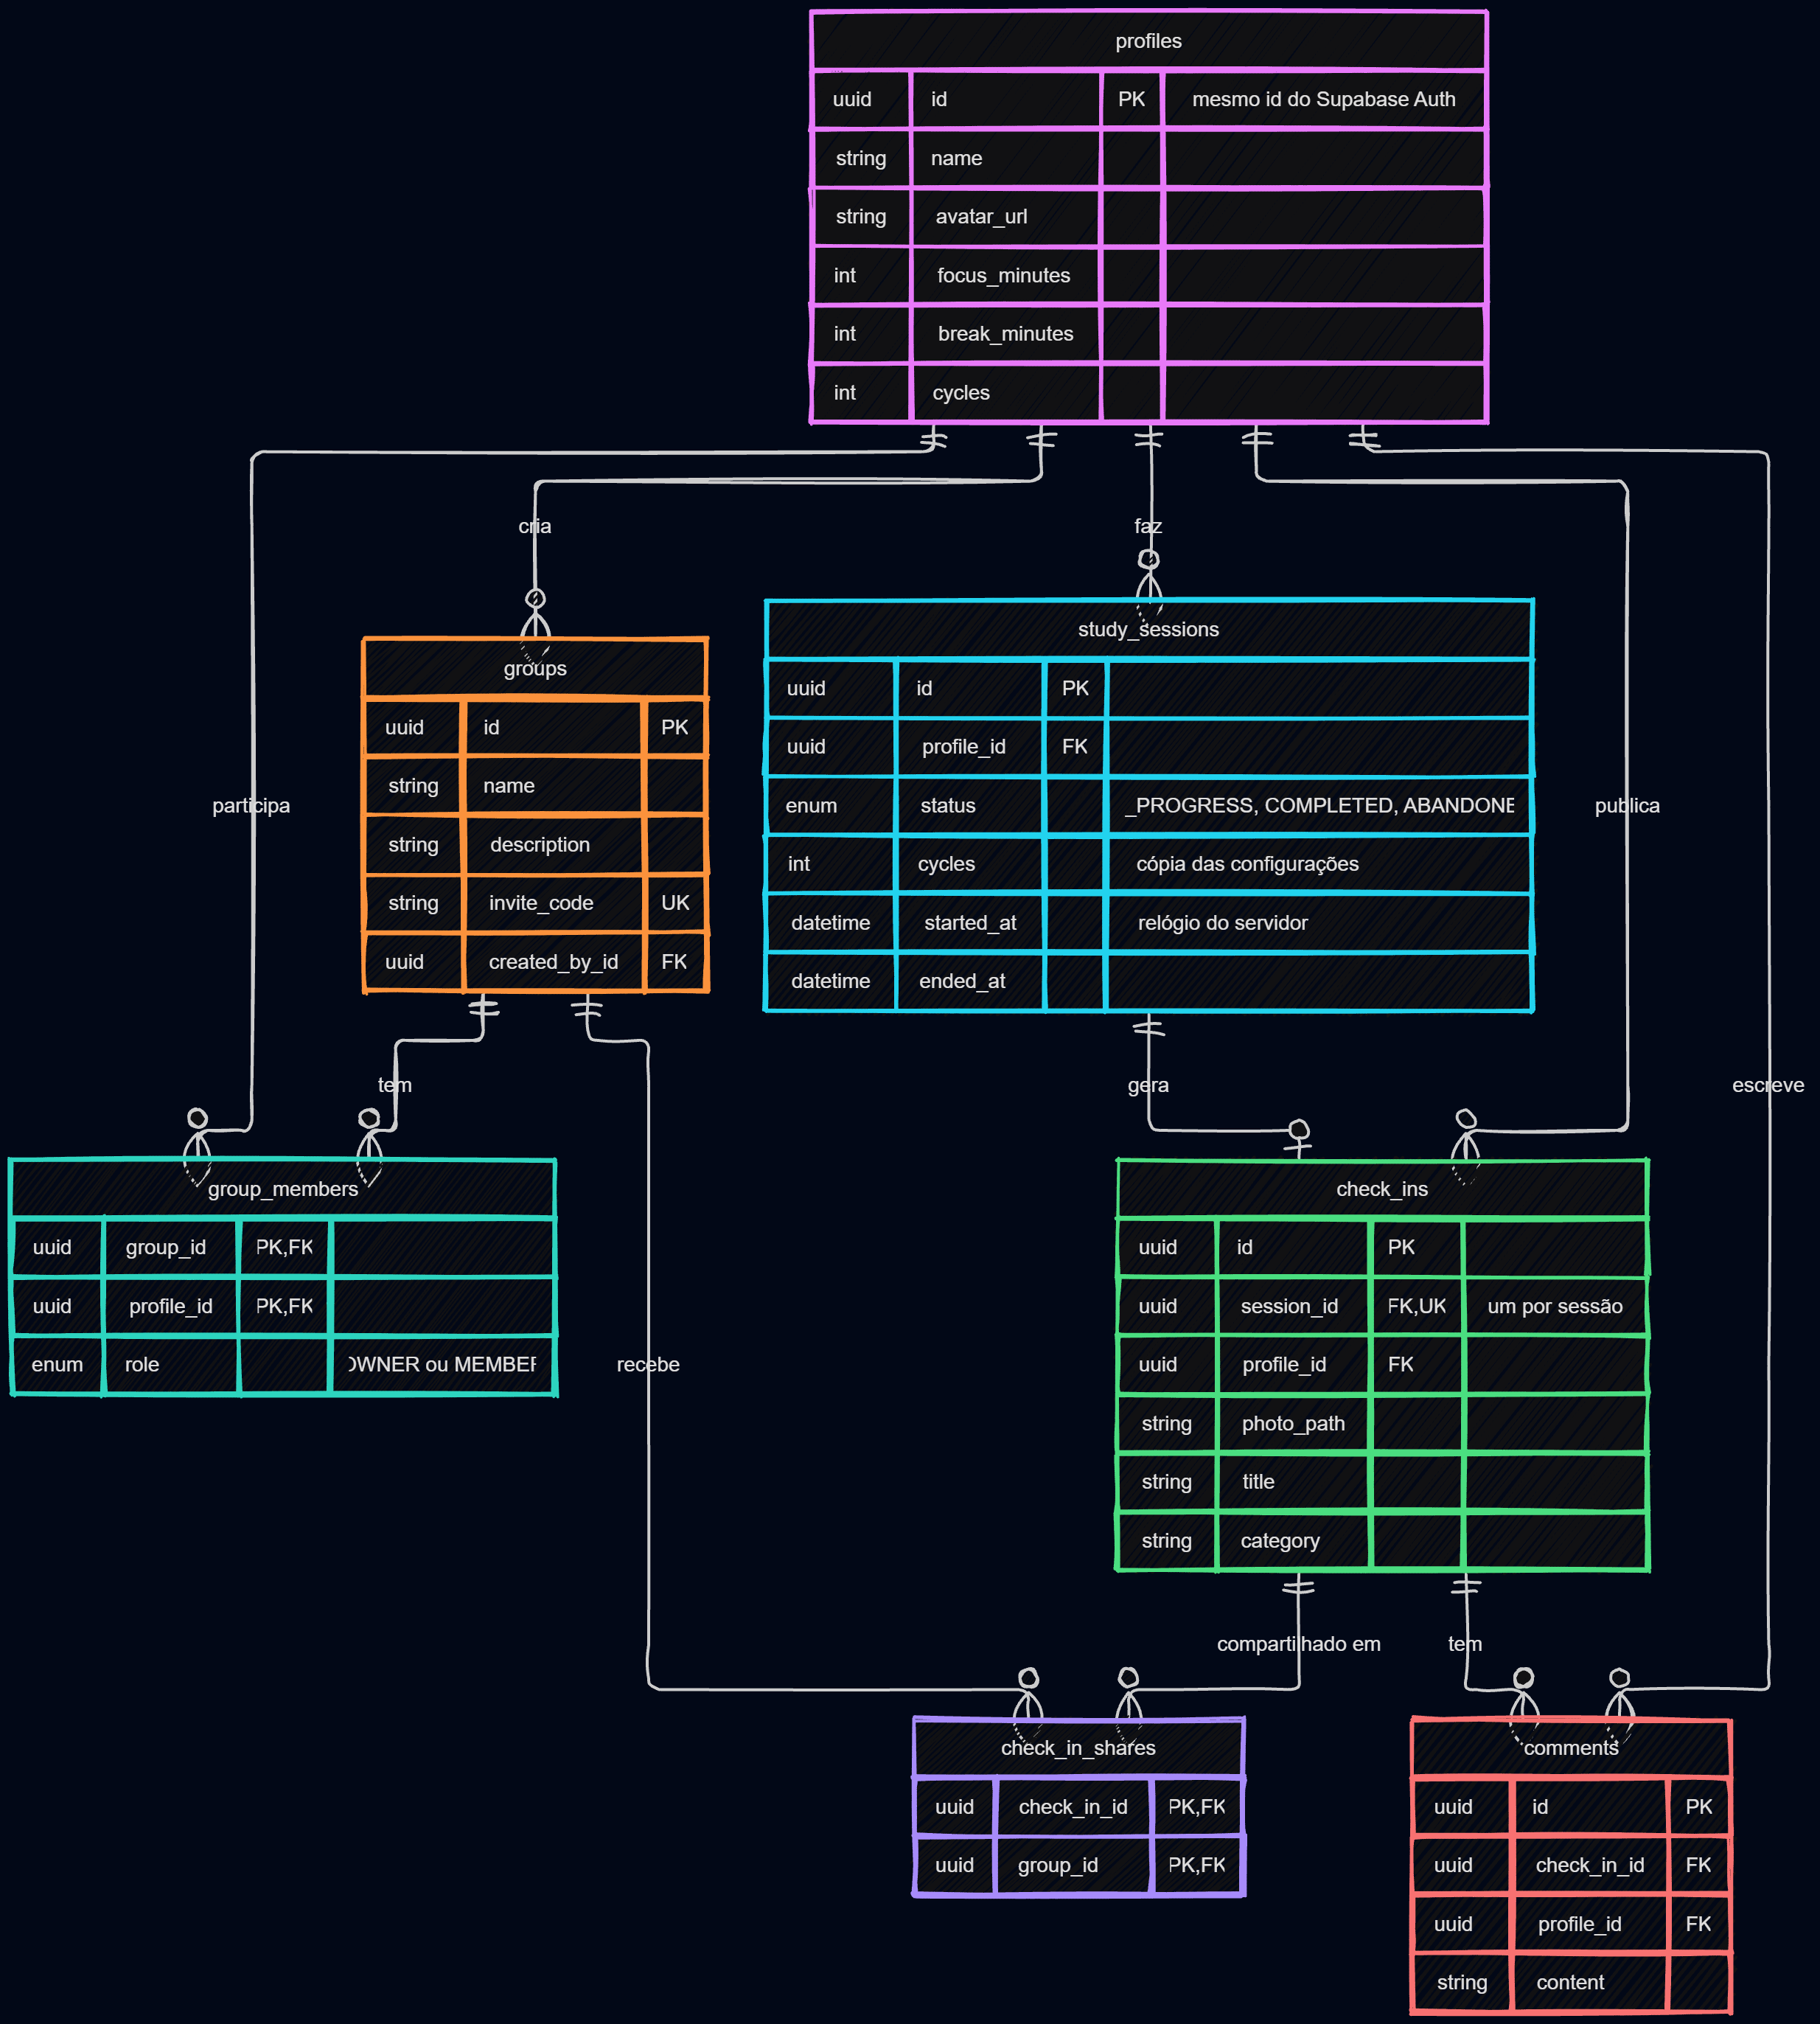 profiles
uuid id PK mesmo id do Supabase Auth
string name
string avatar_url
int focus_minutes
int break_minutes
int cycles
cria
faz
groups
uuid id PK
string name
string description
string invite_code UK
uuid created_by_id FK
study_sessions
uuid id PK
uuid profile_id FK
enum status _PROGRESS, COMPLETED, ABANDONE
int cycles cópia das configurações
datetime started_at relógio do servidor
datetime ended_at
participa
publica
tem
gera
escreve
group_members
uuid group_id PK,FK
uuid profile_id PK,FK
enum role OWNER ou MEMBER
recebe
check_ins
uuid id PK
uuid session_id FK,UK um por sessão
uuid profile_id FK
string photo_path
string title
string category
compartilhado em
tem
check_in_shares
uuid check_in_id PK,FK
uuid group_id PK,FK
comments
uuid id PK
uuid check_in_id FK
uuid profile_id FK
string content